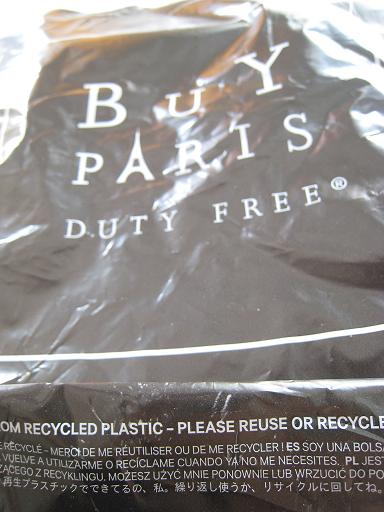 BUY
PARIS
DUTY FREE®
OM RECYCLED PLASTIC – PLEASE REUSE OR RECYCLE
RECYCLÉ – MERCI DE ME RÉUTILISER OU DE ME RECYCLER ! ES SOY UNA BOLSA
VUELVE A UTILIZARME O RECÍCLAME CUANDO YA NO ME NECESITES. PL JEST
ZĄCEGO Z RECYKLINGU. MOŻESZ UŻYĆ MNIE PONOWNIE LUB WRZUCIĆ DO PO
再生プラスチックでできてるの、私。繰り返し使うか、リサイクルに回してね。